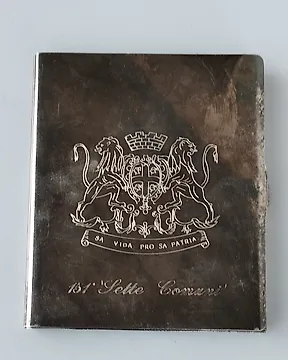 SA VIDA PRO SA PATRIA
151° "Sette Comuni"